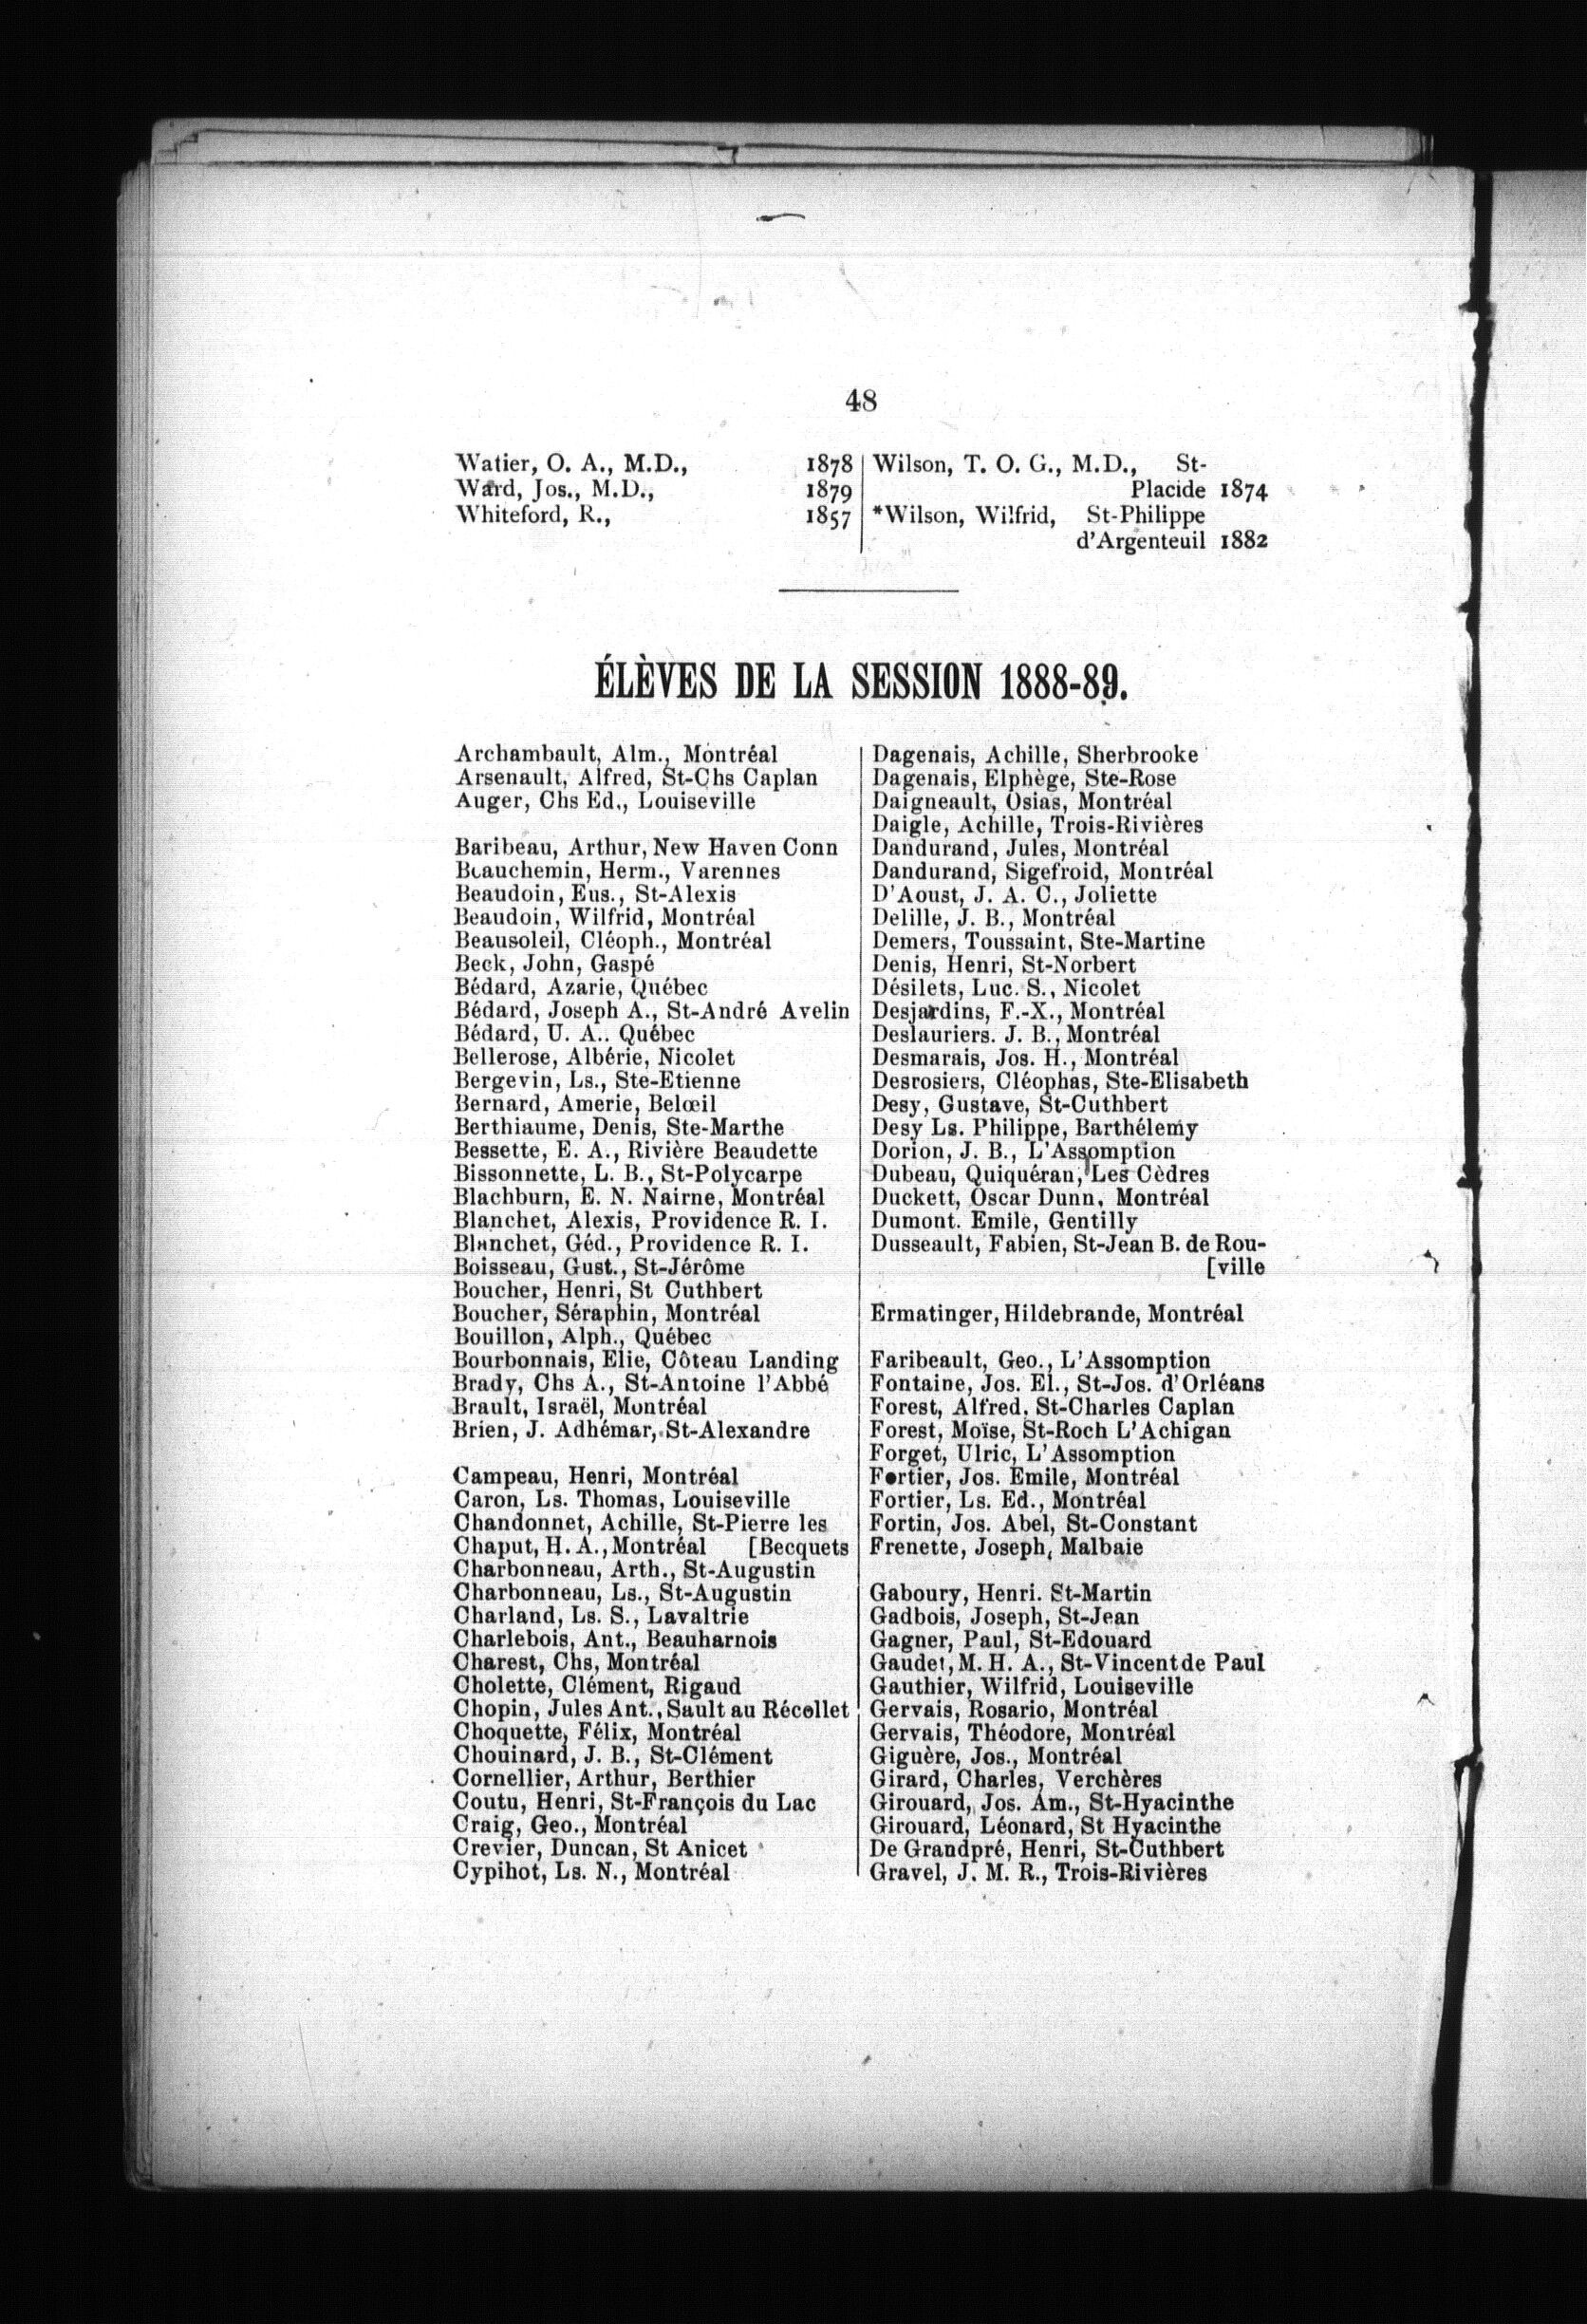 48
Watier, O. A., M.D., 1878
Ward, Jos., M.D., 1879
Whiteford, R., 1857
Wilson, T. O. G., M.D., St-
Placide 1874
*Wilson, Wilfrid, St-Philippe
d'Argenteuil 1882
ÉLÈVES DE LA SESSION 1888-89.
Archambault, Alm., Montréal
Arsenault, Alfred, St-Chs Caplan
Auger, Chs Ed., Louiseville
Baribeau, Arthur, New Haven Conn
Beauchemin, Herm., Varennes
Beaudoin, Eus., St-Alexis
Beaudoin, Wilfrid, Montréal
Beausoleil, Cléoph., Montréal
Beck, John, Gaspé
Bédard, Azarie, Québec
Bédard, Joseph A., St-André Avelin
Bédard, U. A.. Québec
Bellerose, Albérie, Nicolet
Bergevin, Ls., Ste-Etienne
Bernard, Amerie, Belœil
Berthiaume, Denis, Ste-Marthe
Bessette, E. A., Rivière Beaudette
Bissonnette, L. B., St-Polycarpe
Blachburn, E. N. Nairne, Montréal
Blanchet, Alexis, Providence R. I.
Blanchet, Géd., Providence R. I.
Boisseau, Gust., St-Jérôme
Boucher, Henri, St Cuthbert
Boucher, Séraphin, Montréal
Bouillon, Alph., Québec
Bourbonnais, Elie, Côteau Landing
Brady, Chs A., St-Antoine l'Abbé
Brault, Israël, Montréal
Brien, J. Adhémar, St-Alexandre
Campeau, Henri, Montréal
Caron, Ls. Thomas, Louiseville
Chandonnet, Achille, St-Pierre les
Chaput, H. A., Montréal [Becquets
Charbonneau, Arth., St-Augustin
Charbonneau, Ls., St-Augustin
Charland, Ls. S., Lavaltrie
Charlebois, Ant., Beauharnois
Charest, Chs, Montréal
Cholette, Clément, Rigaud
Chopin, Jules Ant., Sault au Récollet
Choquette, Félix, Montréal
Chouinard, J. B., St-Clément
Cornellier, Arthur, Berthier
Coutu, Henri, St-François du Lac
Craig, Geo., Montréal
Crevier, Duncan, St Anicet
Cypihot, Ls. N., Montréal
Dagenais, Achille, Sherbrooke
Dagenais, Elphège, Ste-Rose
Daigneault, Osias, Montréal
Daigle, Achille, Trois-Rivières
Dandurand, Jules, Montréal
Dandurand, Sigefroid, Montréal
D'Aoust, J. A. C., Joliette
Delille, J. B., Montréal
Demers, Toussaint, Ste-Martine
Denis, Henri, St-Norbert
Désilets, Luc. S., Nicolet
Desjardins, F.-X., Montréal
Deslauriers. J. B., Montréal
Desmarais, Jos. H., Montréal
Desrosiers, Cléophas, Ste-Elisabeth
Desy, Gustave, St-Cuthbert
Desy Ls. Philippe, Barthélemy
Dorion, J. B., L'Assomption
Dubeau, Quiquéran, Les Cèdres
Duckett, Oscar Dunn, Montréal
Dumont. Emile, Gentilly
Dusseault, Fabien, St-Jean B. de Rou-
[ville
Ermatinger, Hildebrande, Montréal
Faribeault, Geo., L'Assomption
Fontaine, Jos. El., St-Jos. d'Orléans
Forest, Alfred, St-Charles Caplan
Forest, Moïse, St-Roch L'Achigan
Forget, Ulric, L'Assomption
Fortier, Jos. Emile, Montréal
Fortier, Ls. Ed., Montréal
Fortin, Jos. Abel, St-Constant
Frenette, Joseph, Malbaie
Gaboury, Henri. St-Martin
Gadbois, Joseph, St-Jean
Gagner, Paul, St-Edouard
Gaudet, M. H. A., St-Vincent de Paul
Gauthier, Wilfrid, Louiseville
Gervais, Rosario, Montréal
Gervais, Théodore, Montréal
Giguère, Jos., Montréal
Girard, Charles, Verchères
Girouard, Jos. Am., St-Hyacinthe
Girouard, Léonard, St Hyacinthe
De Grandpré, Henri, St-Cuthbert
Gravel, J. M. R., Trois-Rivières